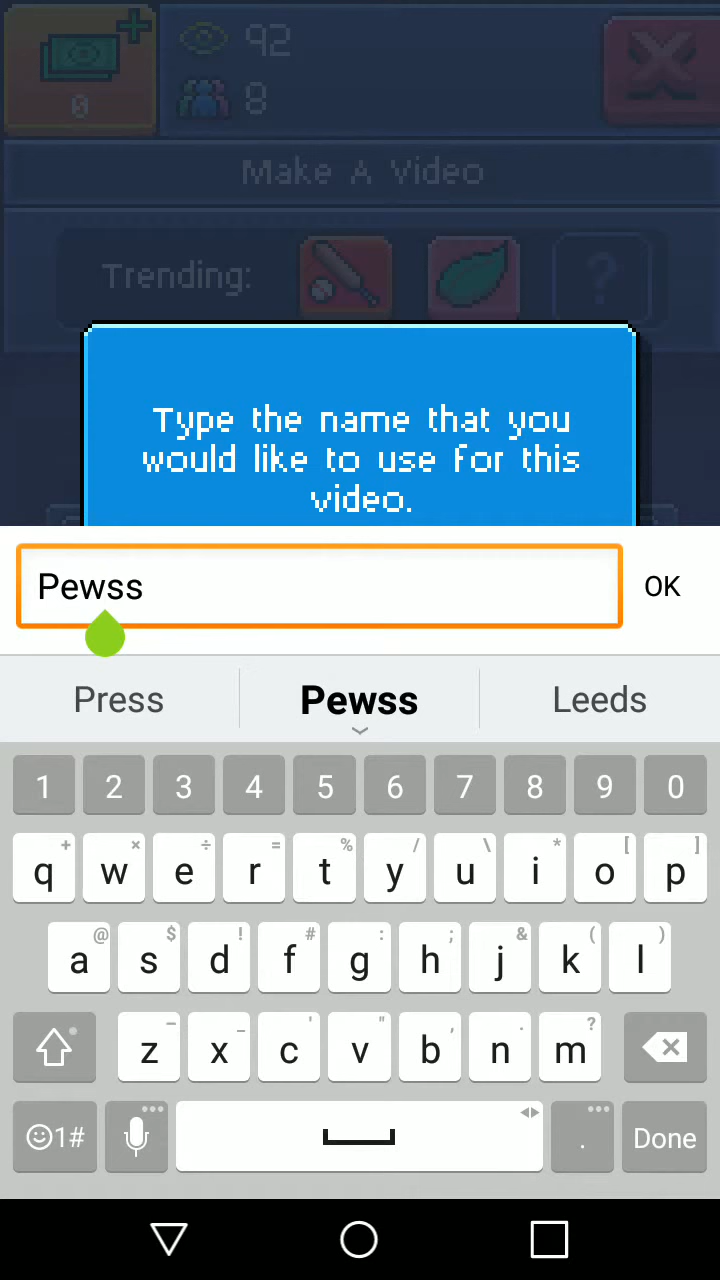 92
0
8
Make A Video
Trending:
?
Type the name that you
would like to use for this
video.
Pewss
OK
Press Pewss Leeds
1 2 3 4 5 6 7 8 9 0
+ × ÷ = % / \ * [ ]
q w e r t y u i o p
@ $ ! # : ; & ( )
a s d f g h j k l
- _ ' " , . ?
z x c v b n m
1# . Done